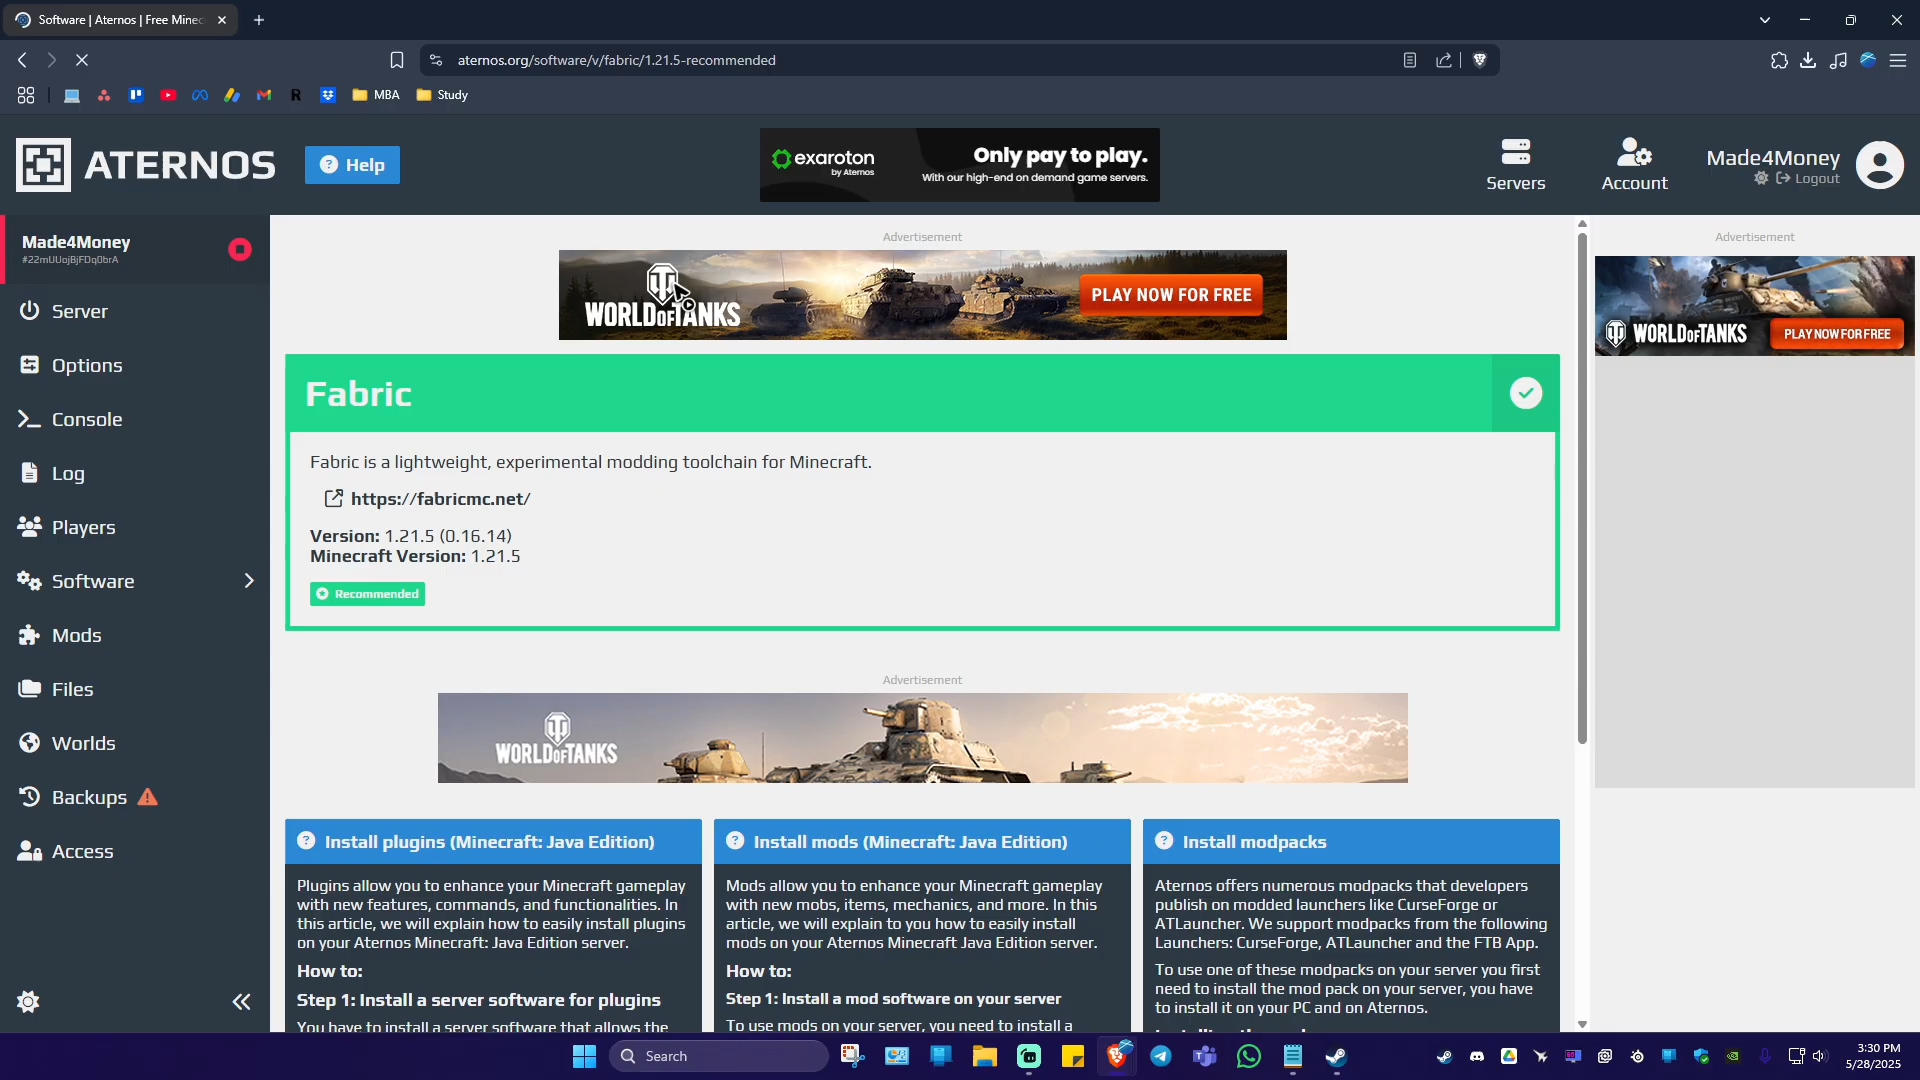 Software | Aternos | Free Minec
aternos.org/software/v/fabric/1.21.5-recommended
MBA
Study
ATERNOS
Help
exaroton
by Aternos
Only pay to play.
With our high-end on demand game servers.
Servers
Account
Made4Money
Logout
Made4Money
#22mUUojBjFDq0brA
Server
Options
Console
Log
Players
Software
Mods
Files
Worlds
Backups
Access
Advertisement
WORLD OF TANKS
PLAY NOW FOR FREE
Advertisement
WORLD OF TANKS
PLAY NOW FOR FREE
Fabric
Fabric is a lightweight, experimental modding toolchain for Minecraft.
https://fabricmc.net/
Version: 1.21.5 (0.16.14)
Minecraft Version: 1.21.5
Recommended
Advertisement
WORLD OF TANKS
Install plugins (Minecraft: Java Edition)
Plugins allow you to enhance your Minecraft gameplay
with new features, commands, and functionalities. In
this article, we will explain how to easily install plugins
on your Aternos Minecraft: Java Edition server.
How to:
Step 1: Install a server software for plugins
You have to install a server software that allows the
Install mods (Minecraft: Java Edition)
Mods allow you to enhance your Minecraft gameplay
with new mobs, items, mechanics, and more. In this
article, we will explain to you how to easily install
mods on your Aternos Minecraft Java Edition server.
How to:
Step 1: Install a mod software on your server
To use mods on your server, you need to install a
Install modpacks
Aternos offers numerous modpacks that developers
publish on modded launchers like CurseForge or
ATLauncher. We support modpacks from the following
Launchers: CurseForge, ATLauncher and the FTB App.
To use one of these modpacks on your server you first
need to install the mod pack on your server, you have
to install it on your PC and on Aternos.
Search
3:30 PM
5/28/2025